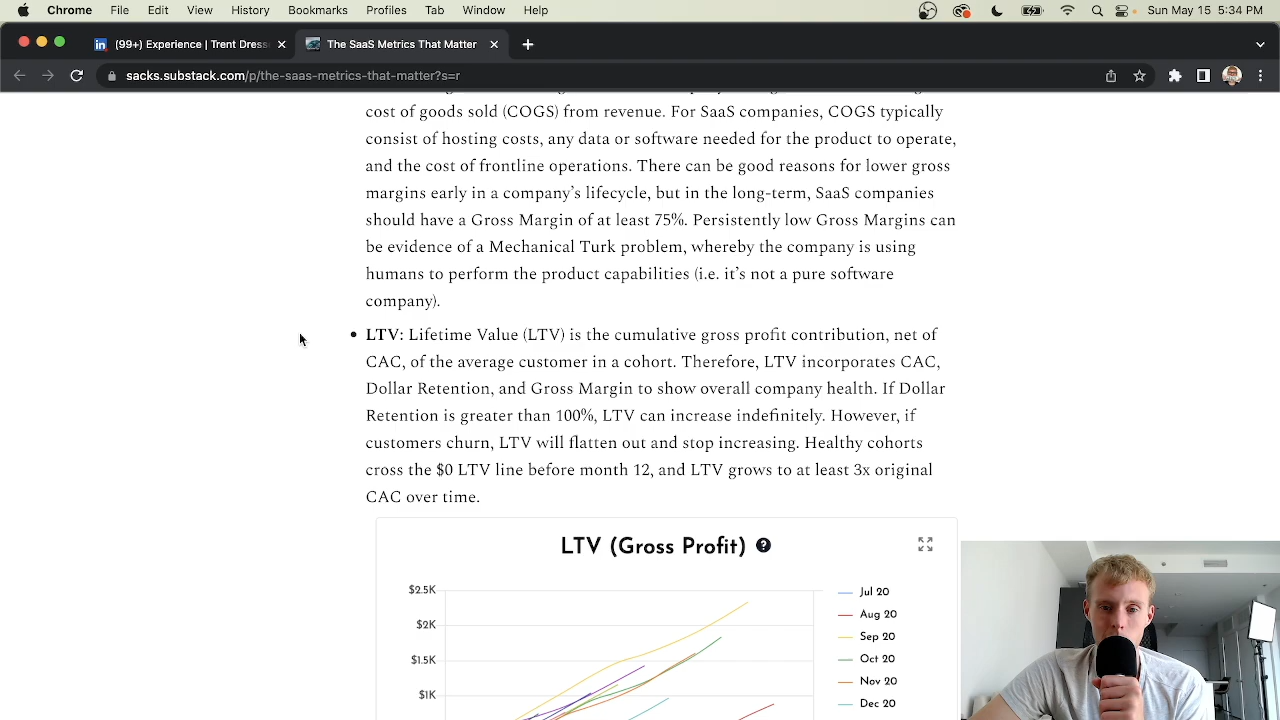 Chrome File Edit View History Bookmarks Profiles Tab Window Help Sun May 15 5:34 PM
in (99+) Experience | Trent Dress × The SaaS Metrics That Matter × +
sacks.substack.com/p/the-saas-metrics-that-matter?s=r
cost of goods sold (COGS) from revenue. For SaaS companies, COGS typically
consist of hosting costs, any data or software needed for the product to operate,
and the cost of frontline operations. There can be good reasons for lower gross
margins early in a company’s lifecycle, but in the long-term, SaaS companies
should have a Gross Margin of at least 75%. Persistently low Gross Margins can
be evidence of a Mechanical Turk problem, whereby the company is using
humans to perform the product capabilities (i.e. it’s not a pure software
company).
• LTV: Lifetime Value (LTV) is the cumulative gross profit contribution, net of
CAC, of the average customer in a cohort. Therefore, LTV incorporates CAC,
Dollar Retention, and Gross Margin to show overall company health. If Dollar
Retention is greater than 100%, LTV can increase indefinitely. However, if
customers churn, LTV will flatten out and stop increasing. Healthy cohorts
cross the $0 LTV line before month 12, and LTV grows to at least 3x original
CAC over time.
LTV (Gross Profit) ?
$2.5K
$2K
$1.5K
$1K
Jul 20
Aug 20
Sep 20
Oct 20
Nov 20
Dec 20